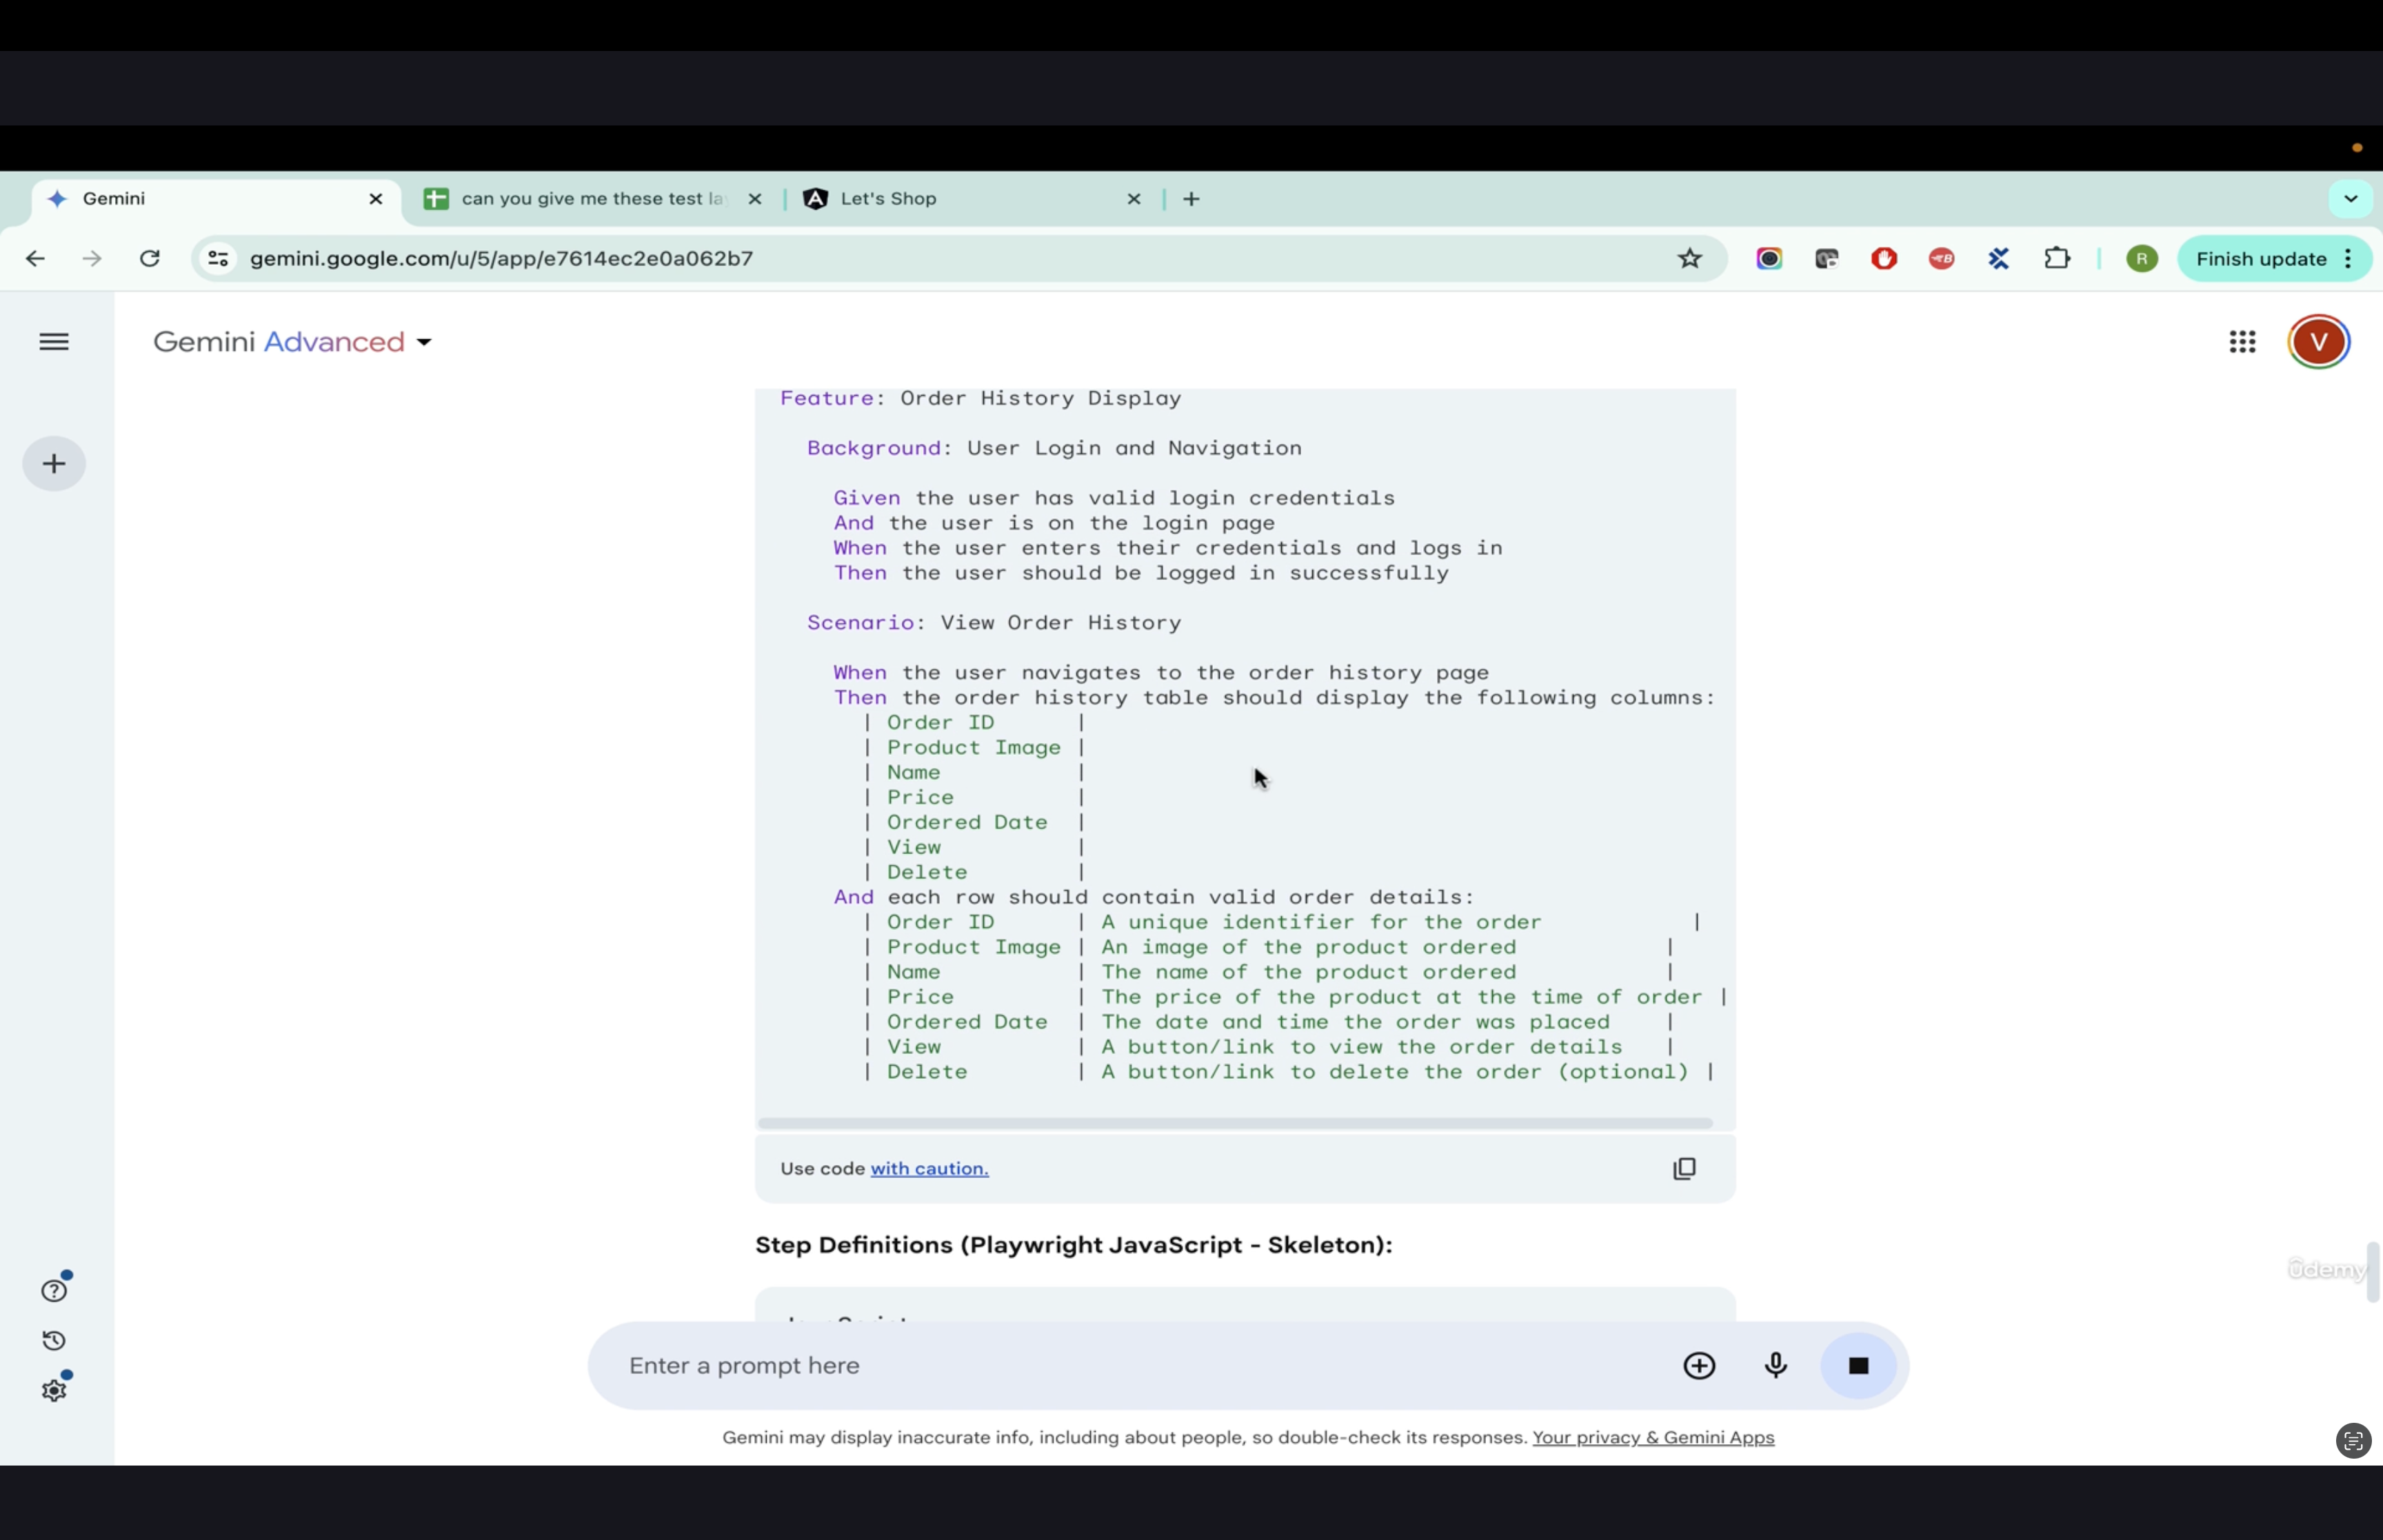 Gemini
can you give me these test la
Let's Shop
gemini.google.com/u/5/app/e7614ec2e0a062b7
R
Finish update
Gemini Advanced
V
Feature: Order History Display
Background: User Login and Navigation
Given the user has valid login credentials
And the user is on the login page
When the user enters their credentials and logs in
Then the user should be logged in successfully
Scenario: View Order History
When the user navigates to the order history page
Then the order history table should display the following columns:
| Order ID |
| Product Image |
| Name |
| Price |
| Ordered Date |
| View |
| Delete |
And each row should contain valid order details:
| Order ID | A unique identifier for the order |
| Product Image | An image of the product ordered |
| Name | The name of the product ordered |
| Price | The price of the product at the time of order |
| Ordered Date | The date and time the order was placed |
| View | A button/link to view the order details |
| Delete | A button/link to delete the order (optional) |
Use code with caution.
Step Definitions (Playwright JavaScript - Skeleton):
JavaScript
Enter a prompt here
Gemini may display inaccurate info, including about people, so double-check its responses. Your privacy & Gemini Apps
ûdemy